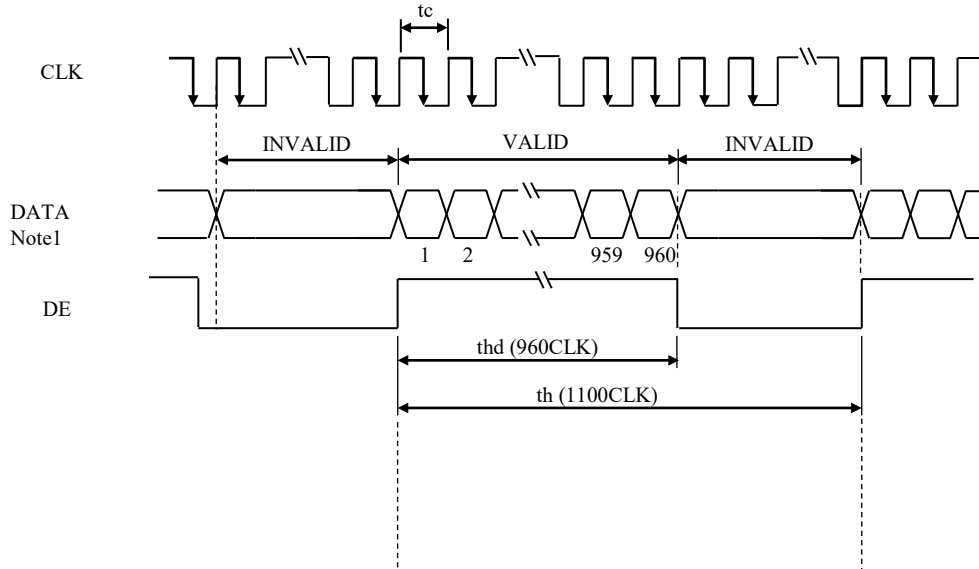 tc
CLK
INVALID VALID INVALID
DATA
Note1
1 2 959 960
DE
thd (960CLK)
th (1100CLK)